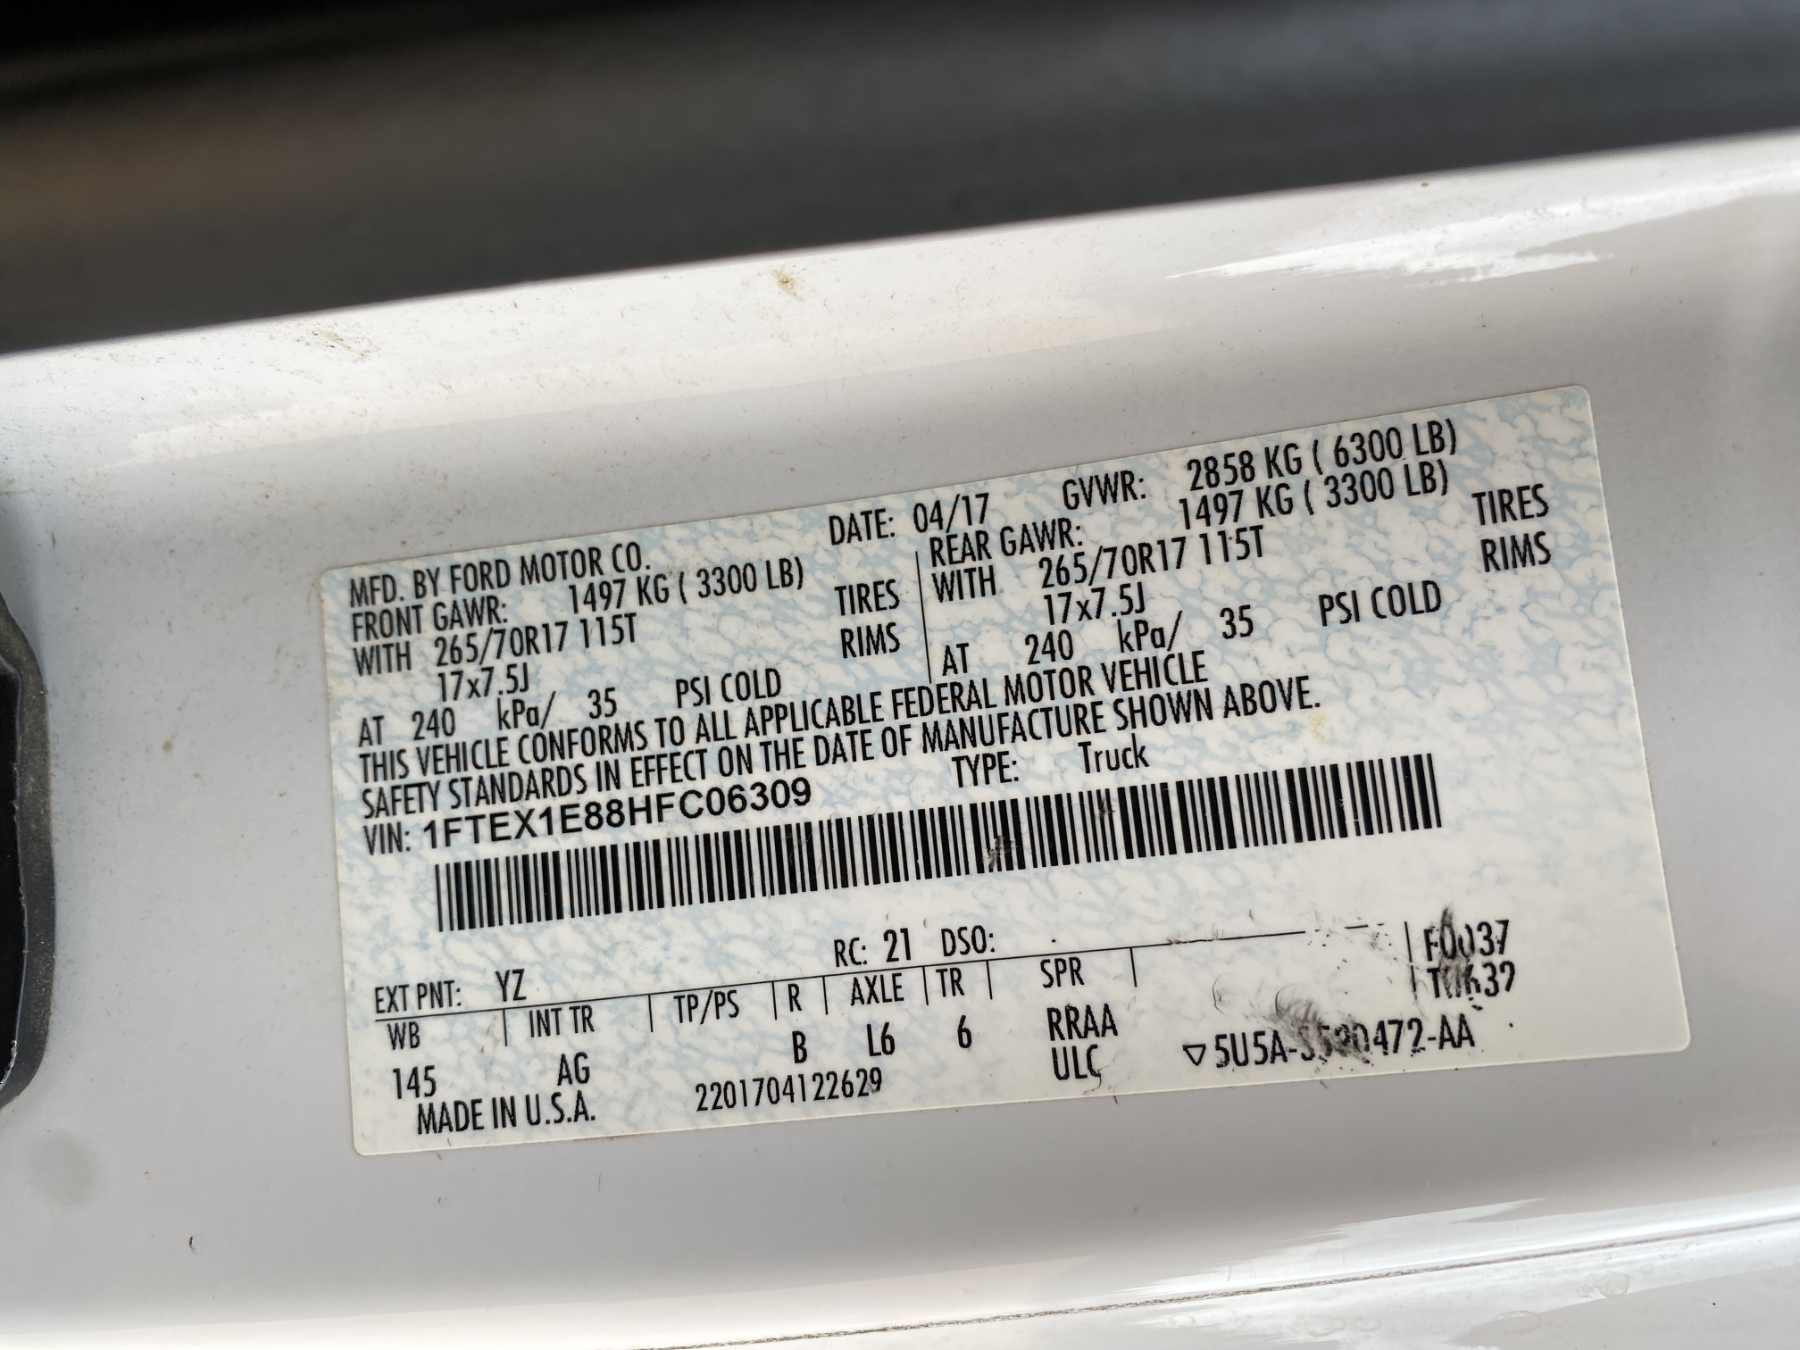 MFD. BY FORD MOTOR CO. DATE: 04/17 GVWR: 2858 KG ( 6300 LB)
FRONT GAWR: 1497 KG ( 3300 LB) REAR GAWR: 1497 KG ( 3300 LB)
WITH 265/70R17 115T TIRES WITH 265/70R17 115T TIRES
17x7.5J RIMS 17x7.5J RIMS
AT 240 kPa/ 35 PSI COLD AT 240 kPa/ 35 PSI COLD
THIS VEHICLE CONFORMS TO ALL APPLICABLE FEDERAL MOTOR VEHICLE
SAFETY STANDARDS IN EFFECT ON THE DATE OF MANUFACTURE SHOWN ABOVE.
VIN: 1FTEX1E88HFC06309 TYPE: Truck
EXT PNT: YZ RC: 21 DSO:
WB INT TR TP/PS R AXLE TR SPR
145 AG B L6 6 RRAA
ULC
MADE IN U.S.A. 2201704122629